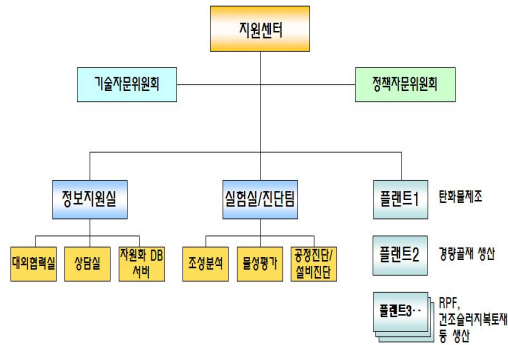 지원센터
기술자문위원회
정책자문위원회
정보지원실
실험실/진단팀
플랜트1
탄화물제조
대외협력실
상담실
자원화 DB
서버
조성분석
물성평가
공정진단/
설비진단
플랜트2
경량골재 생산
플랜트3··
RPF,
건조슬러지복토재
등 생산